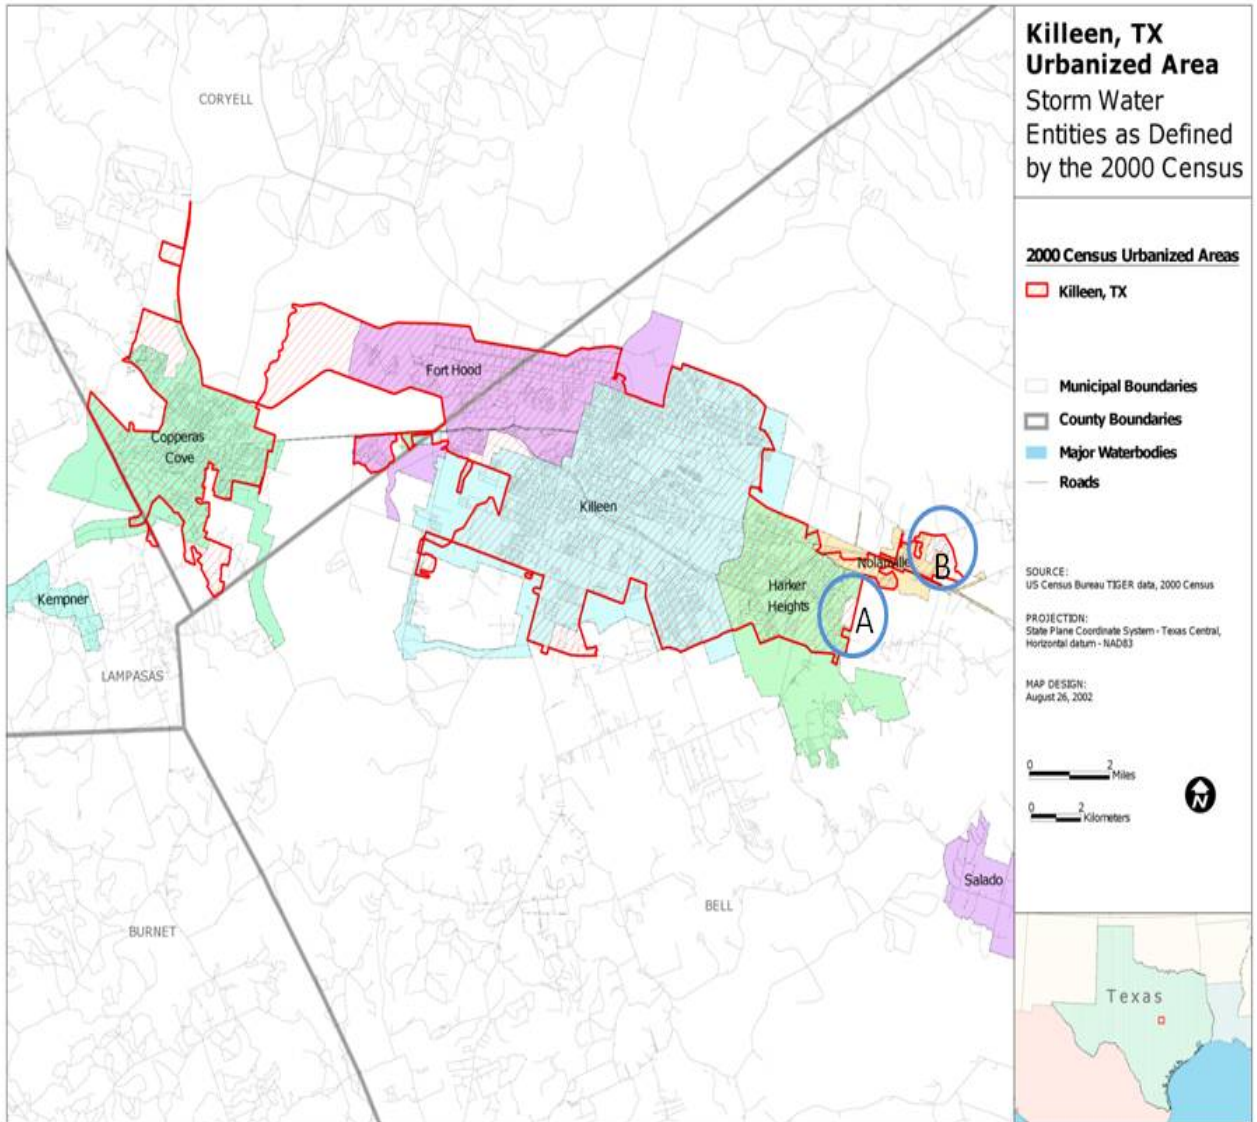 Killeen, TX
Urbanized Area
Storm Water
Entities as Defined
by the 2000 Census
2000 Census Urbanized Areas
Killeen, TX
Municipal Boundaries
County Boundaries
Major Waterbodies
Roads
SOURCE:
US Census Bureau TIGER data, 2000 Census
PROJECTION:
State Plane Coordinate System - Texas Central,
Horizontal datum - NAD83
MAP DESIGN:
August 26, 2002
0 2
Miles
0 2
Kilometers
N
Texas
CORYELL
Fort Hood
Copperas
Cove
Killeen
Nolanville
B
Harker
Heights
A
Kempner
LAMPASAS
Salado
BELL
BURNET